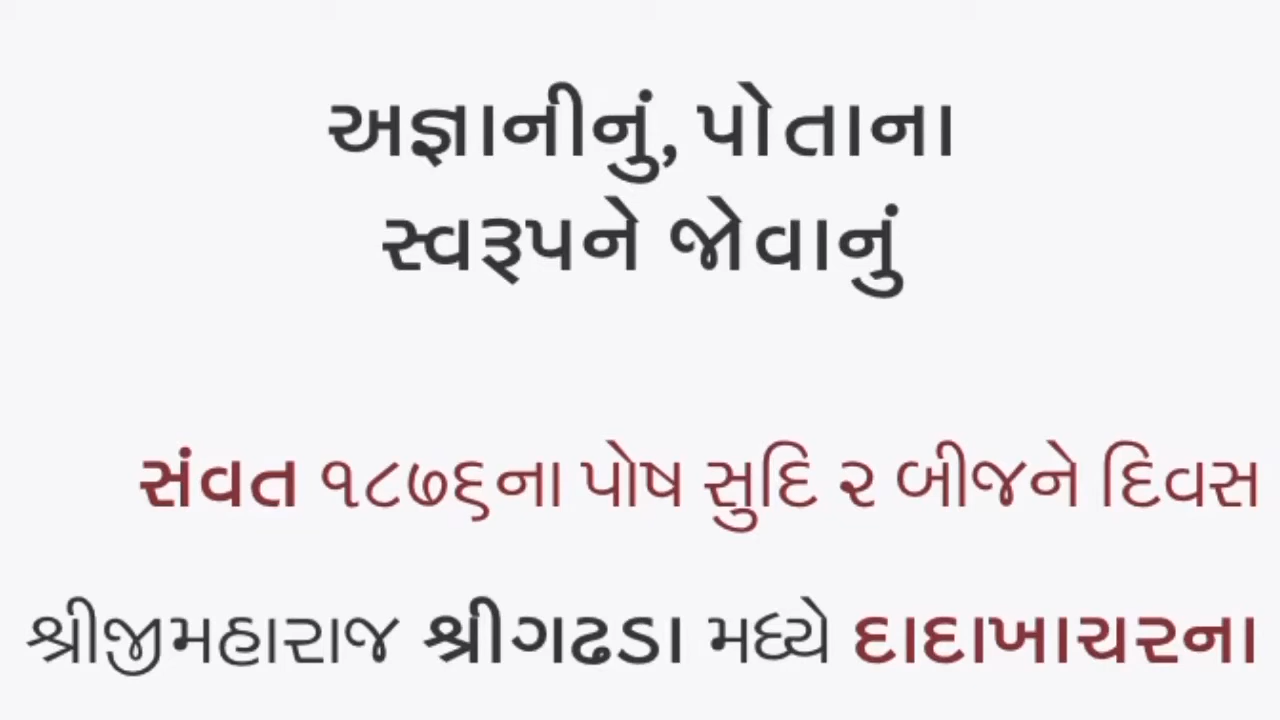 અજ્ઞાનીનું, પોતાના
સ્વરૂપને જોવાનું
સંવત ૧૮૭૬ના પોષ સુદિ ૨ બીજને દિવસ
શ્રીજીમહારાજ શ્રીગઢડા મધ્યે દાદાખાચરના